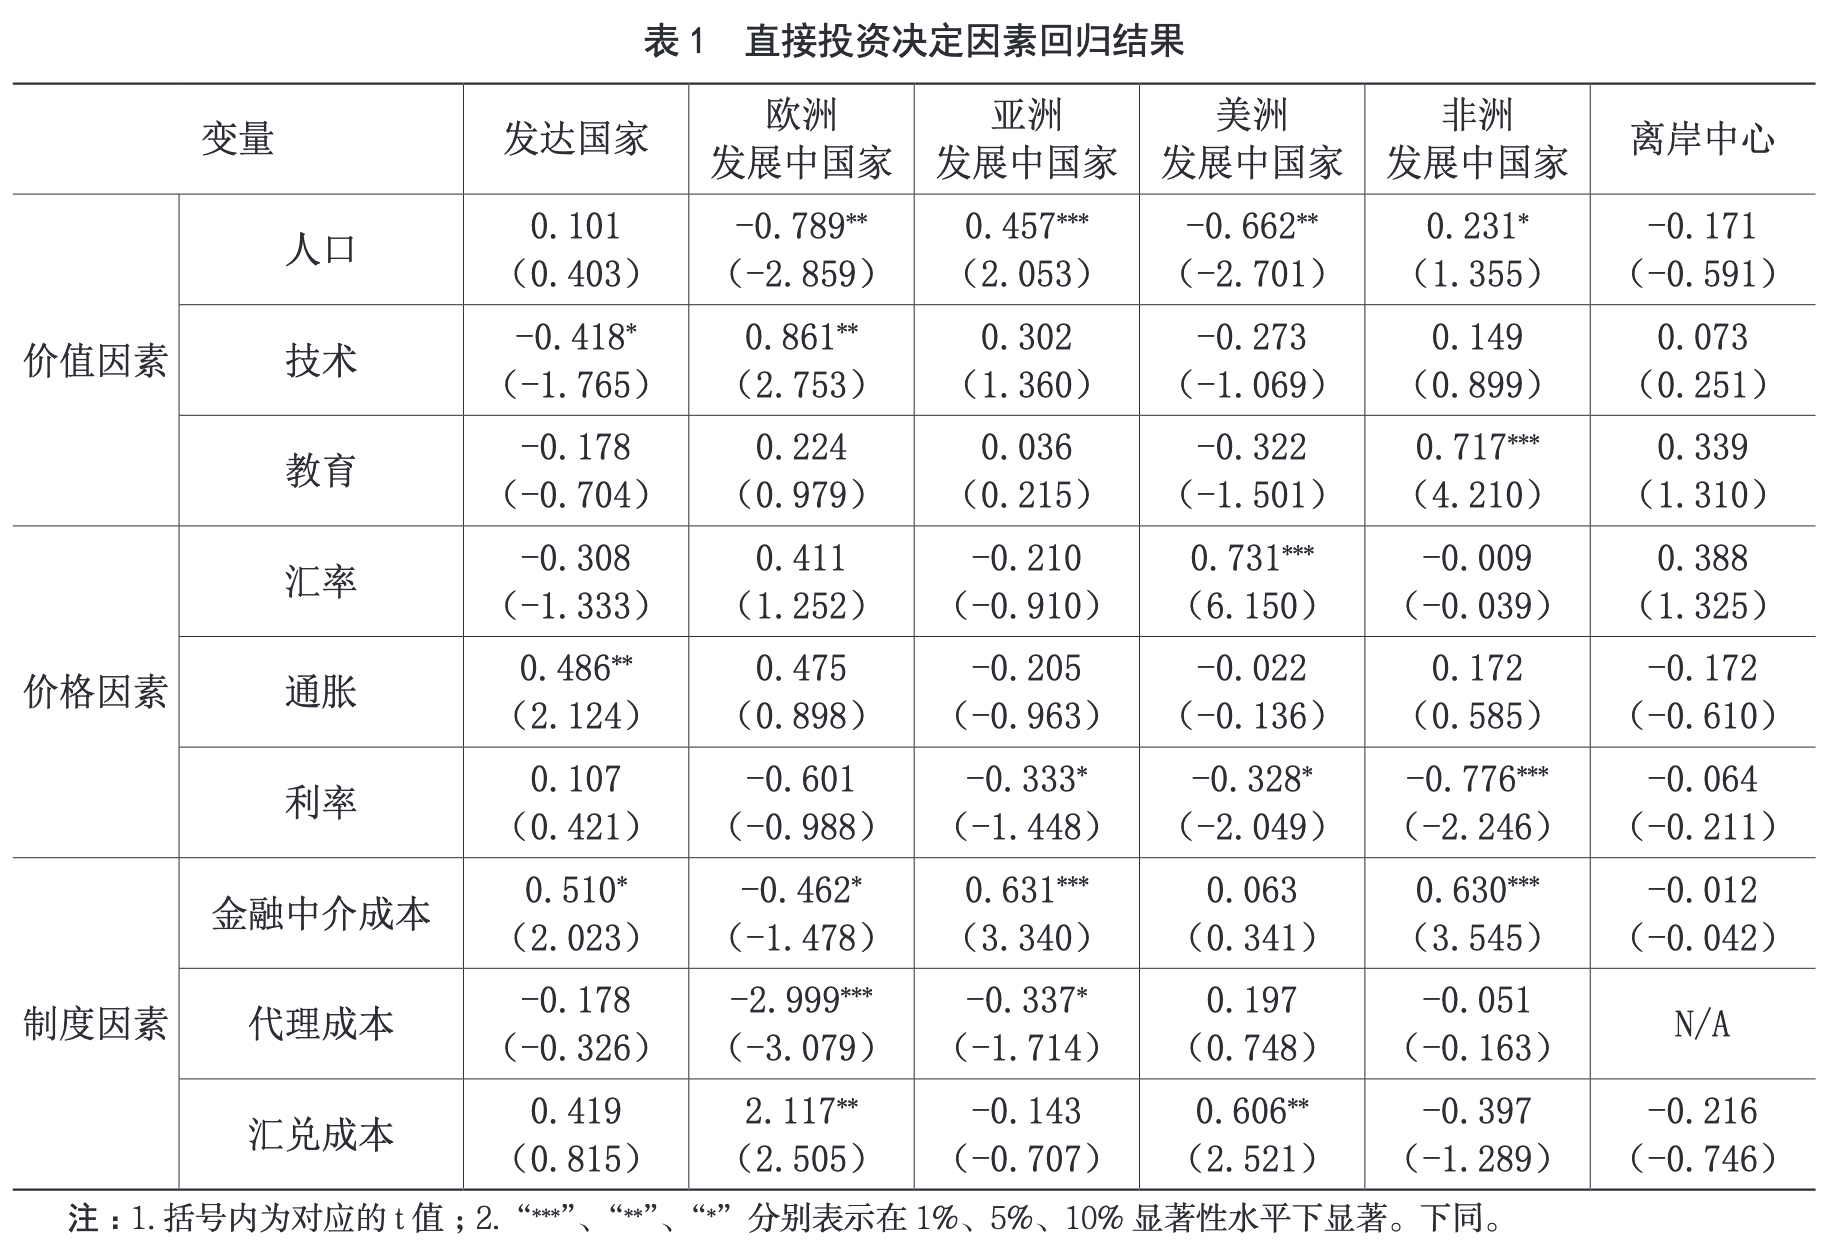 表1 直接投资决定因素回归结果
变量 发达国家 欧洲 发展中国家 亚洲 发展中国家 美洲 发展中国家 非洲 发展中国家 离岸中心
价值因素 人口 0.101 -0.789** 0.457*** -0.662** 0.231* -0.171
(0.403) (-2.859) (2.053) (-2.701) (1.355) (-0.591)
技术 -0.418* 0.861** 0.302 -0.273 0.149 0.073
(-1.765) (2.753) (1.360) (-1.069) (0.899) (0.251)
教育 -0.178 0.224 0.036 -0.322 0.717*** 0.339
(-0.704) (0.979) (0.215) (-1.501) (4.210) (1.310)
价格因素 汇率 -0.308 0.411 -0.210 0.731*** -0.009 0.388
(-1.333) (1.252) (-0.910) (6.150) (-0.039) (1.325)
通胀 0.486** 0.475 -0.205 -0.022 0.172 -0.172
(2.124) (0.898) (-0.963) (-0.136) (0.585) (-0.610)
利率 0.107 -0.601 -0.333* -0.328* -0.776*** -0.064
(0.421) (-0.988) (-1.448) (-2.049) (-2.246) (-0.211)
制度因素 金融中介成本 0.510* -0.462* 0.631*** 0.063 0.630*** -0.012
(2.023) (-1.478) (3.340) (0.341) (3.545) (-0.042)
代理成本 -0.178 -2.999*** -0.337* 0.197 -0.051 N/A
(-0.326) (-3.079) (-1.714) (0.748) (-0.163)
汇兑成本 0.419 2.117** -0.143 0.606** -0.397 -0.216
(0.815) (2.505) (-0.707) (2.521) (-1.289) (-0.746)
注：1.括号内为对应的t值；2.“***”、“**”、“*”分别表示在1%、5%、10%显著性水平下显著。下同。